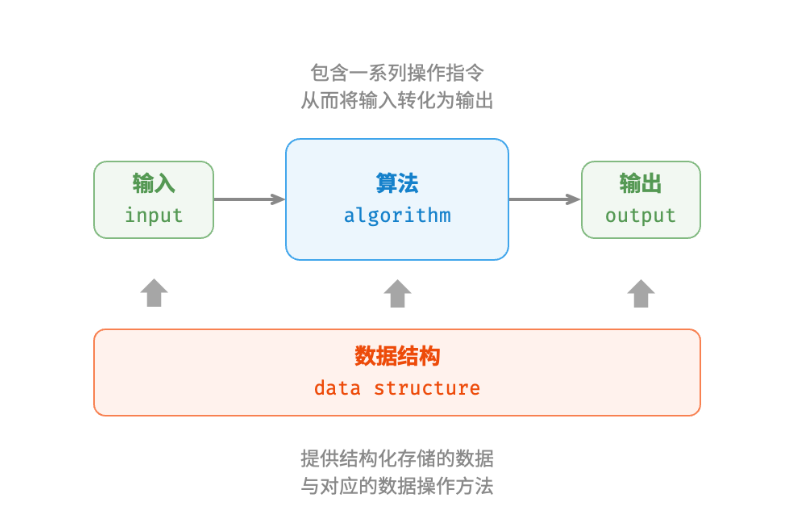 包含一系列操作指令
从而将输入转化为输出
输入
input
算法
algorithm
输出
output
数据结构
data structure
提供结构化存储的数据
与对应的数据操作方法